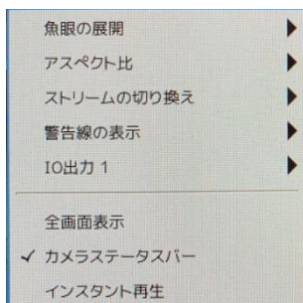 魚眼の展開
アスペクト比
ストリームの切り換え
警告線の表示
IO出力 1
全画面表示
カメラステータスバー
インスタント再生